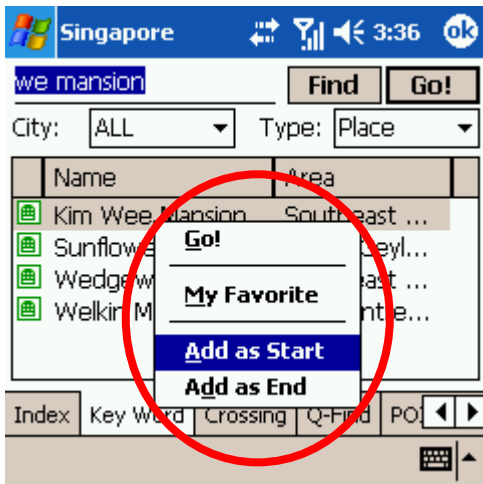 Singapore 3:36 ok
we mansion Find Go!
City: ALL Type: Place
Name Area
Kim Wee Mansion Southeast ...
Go!
My Favorite
Add as Start
Add as End
Index Key Word Crossing Q-Find